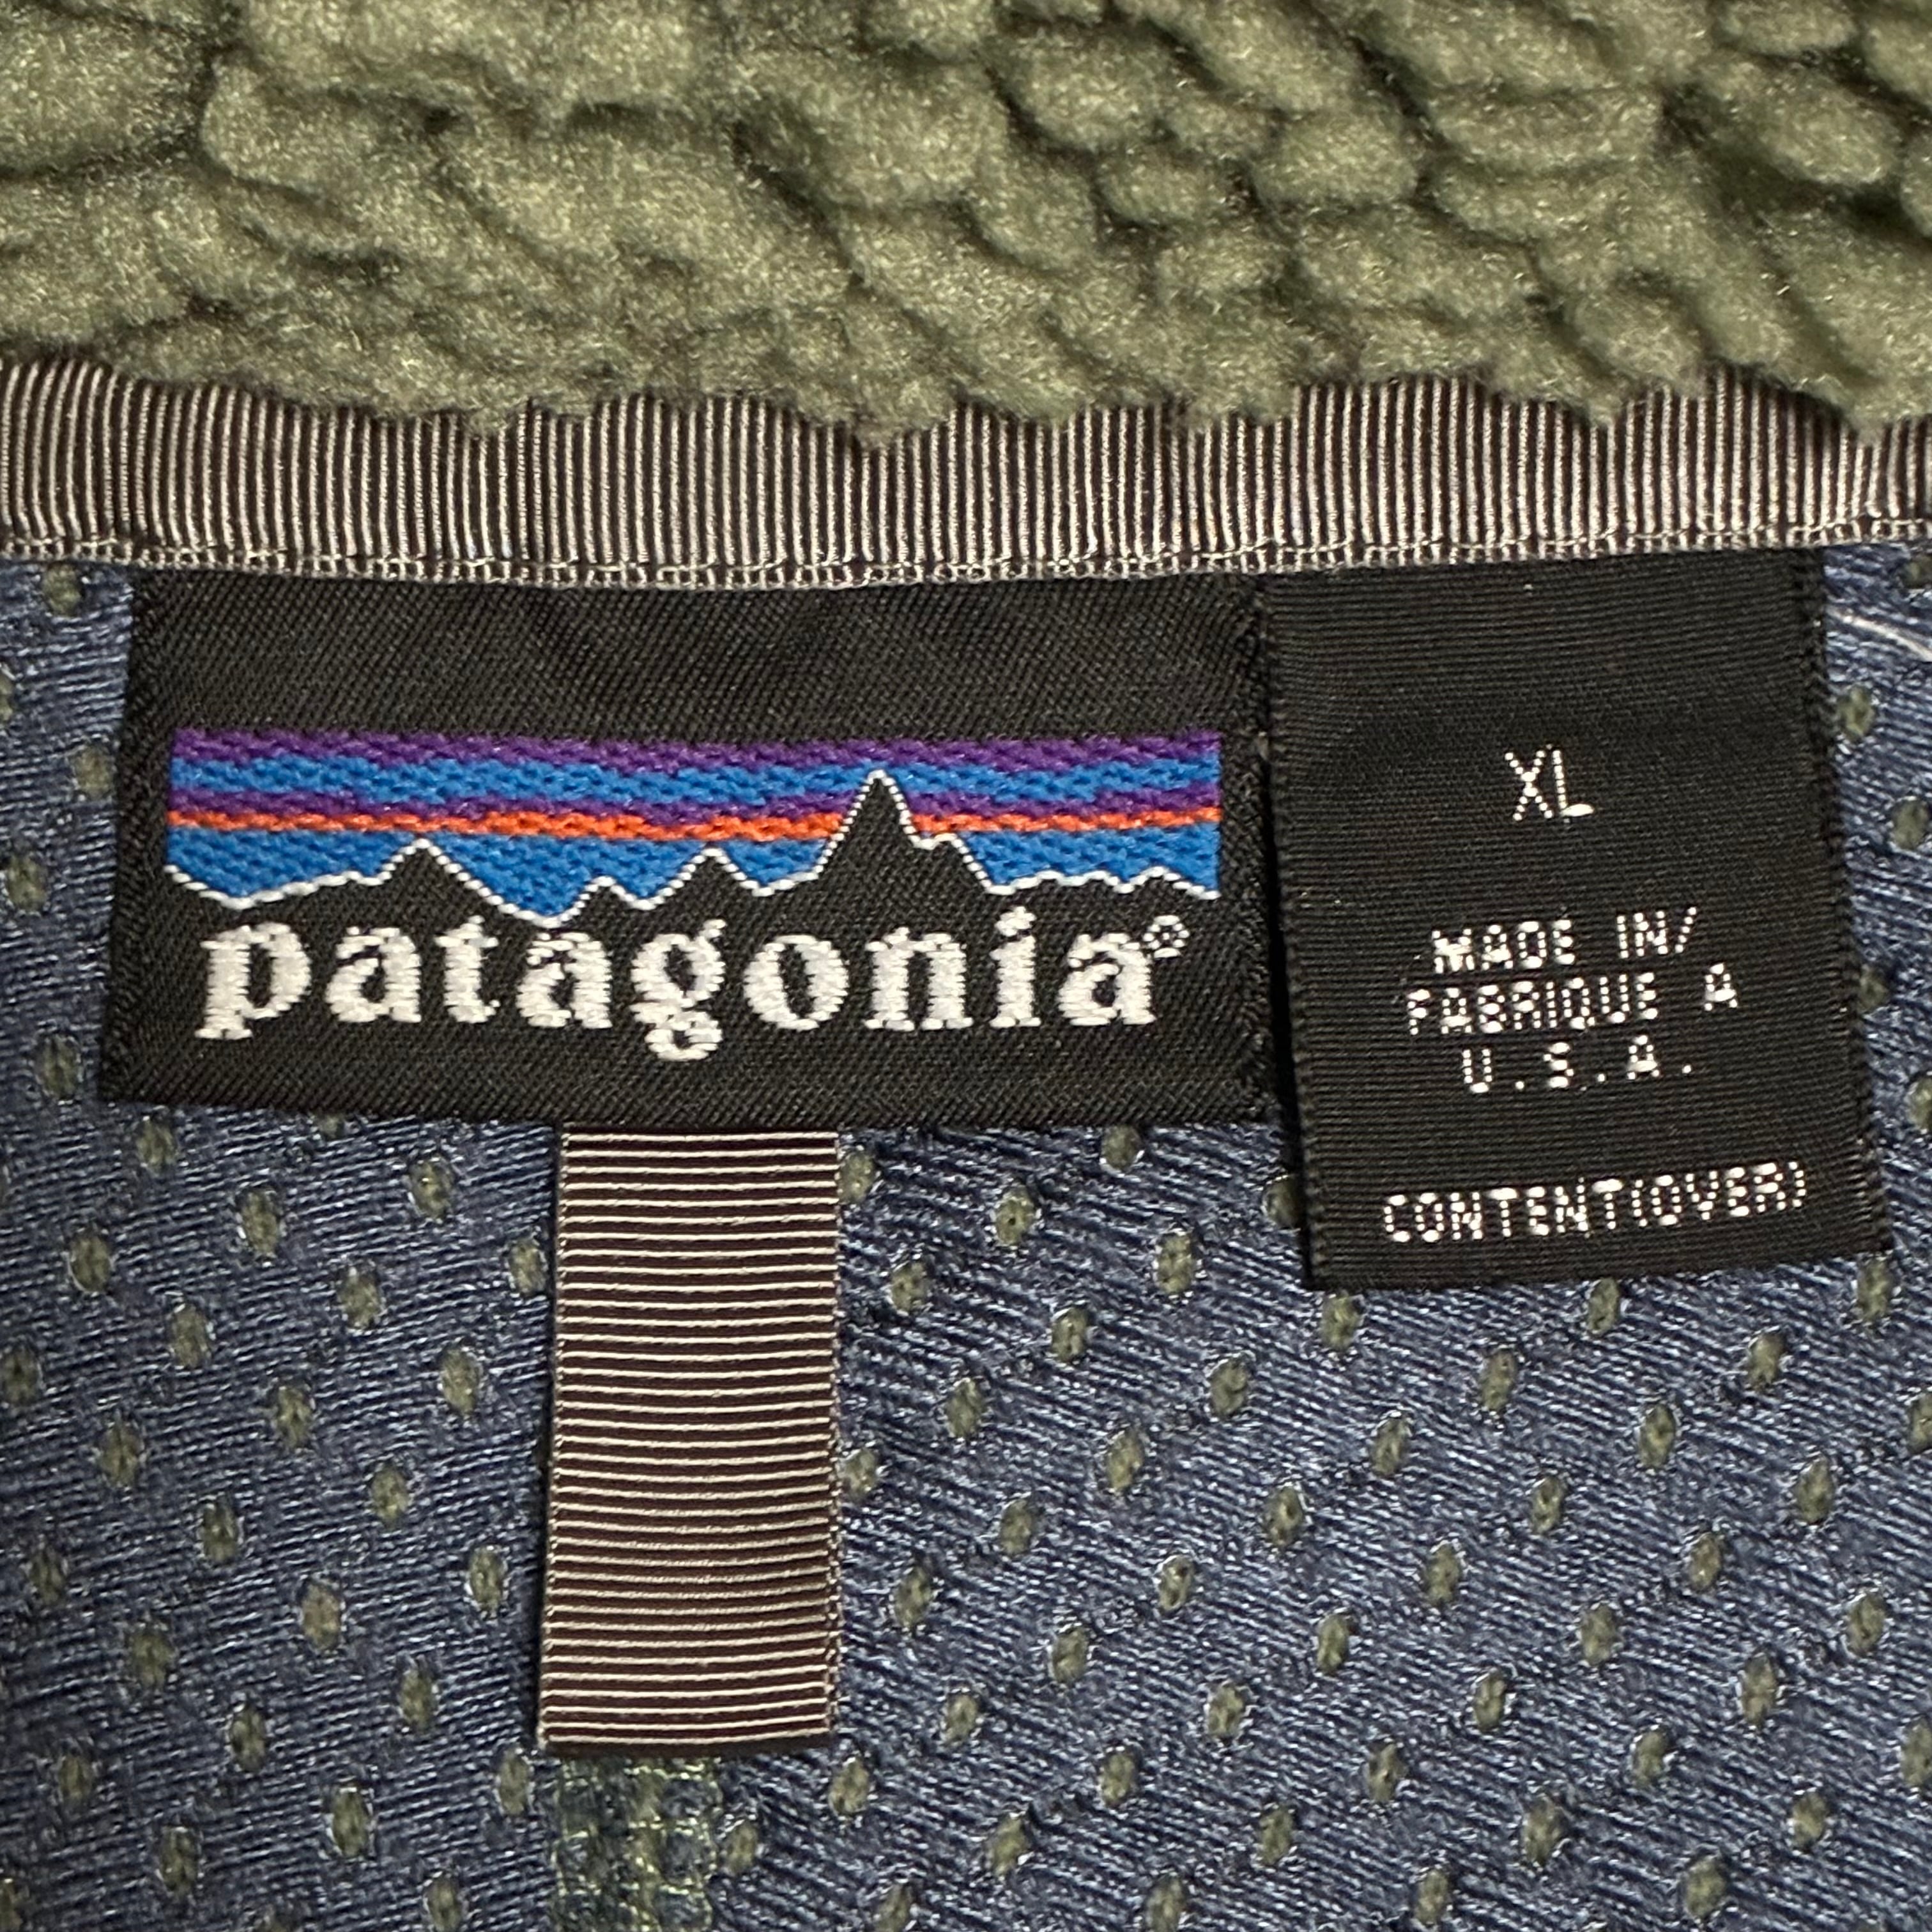 patagonia®
XL
MADE IN/
FABRIQUE A
U.S.A.
CONTENT(OVER)